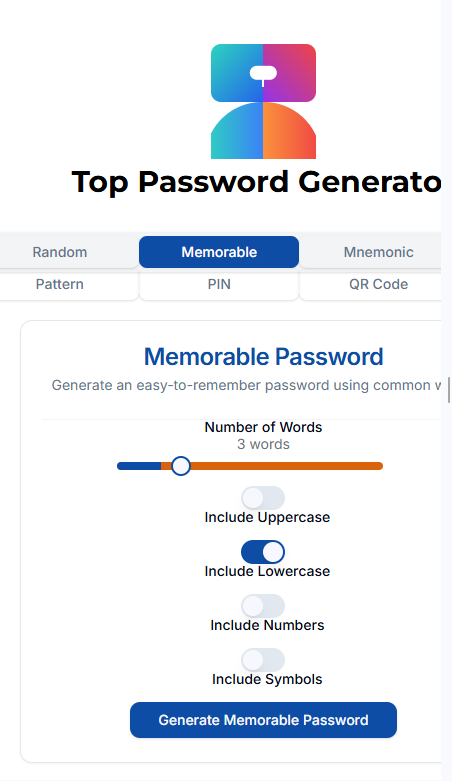 Top Password Generato
Random Memorable Mnemonic
Pattern PIN QR Code
Memorable Password
Generate an easy-to-remember password using common w
Number of Words
3 words
Include Uppercase
Include Lowercase
Include Numbers
Include Symbols
Generate Memorable Password